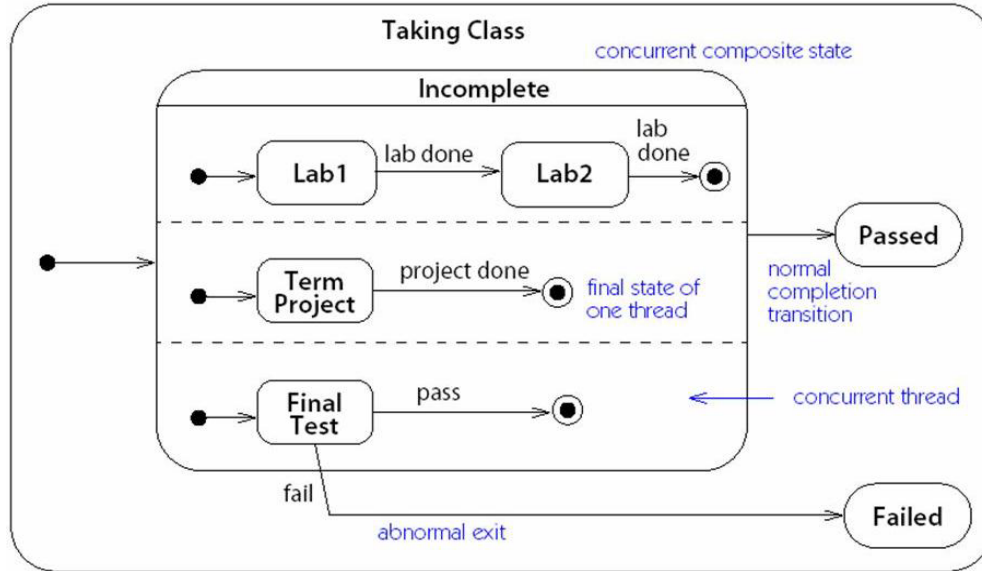 Taking Class
concurrent composite state
Incomplete
Lab1
lab done
Lab2
lab
done
Passed
Term
Project
project done
final state of
one thread
normal
completion
transition
Final
Test
pass
concurrent thread
fail
abnormal exit
Failed